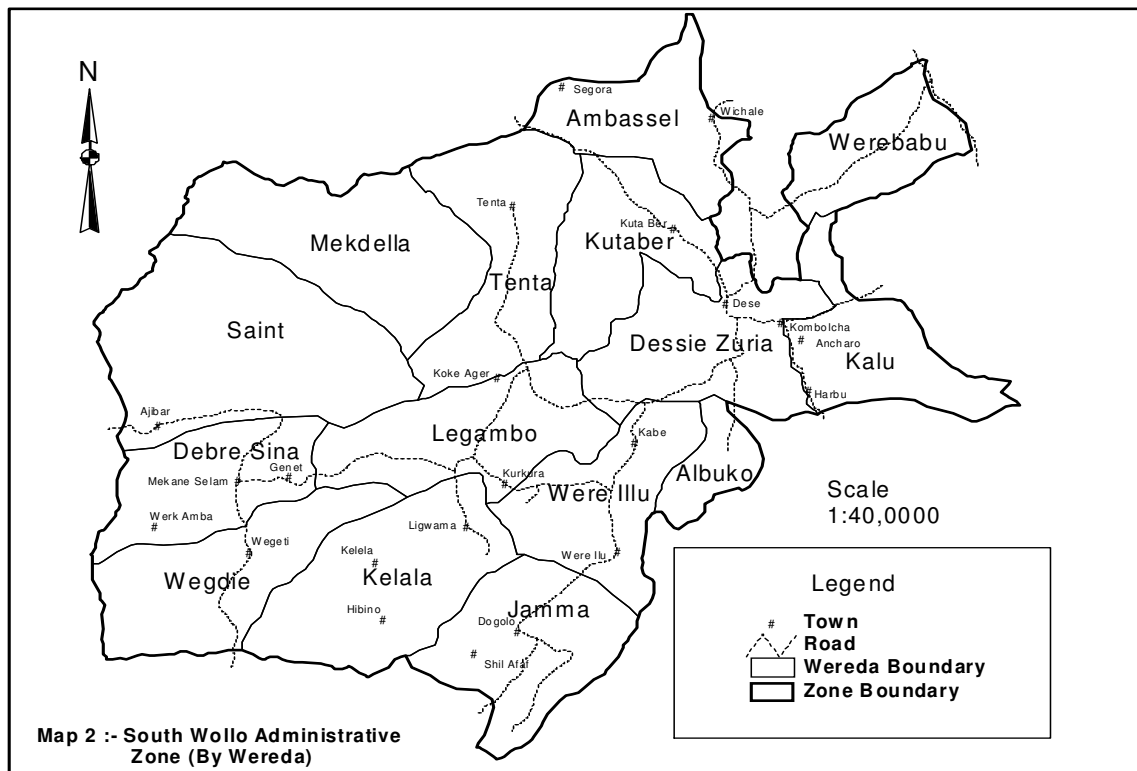 N
Segora
Ambassel
Wichale
Werebabu
Tenta
Kuta Ber
Mekdella
Kutaber
Tenta
Dese
Saint
Kombolcha
Dessie Zuria
Ancharo
Kalu
Koke Ager
Harbu
Ajibar
Legambo
Kabe
Debre Sina
Genet
Albuko
Mekane Selam
Kurkura
Were Illu
Scale
1:40,0000
Werk Amba
Ligwama
Wegeti
Kelela
Were Ilu
Wegdie
Kelala
Hibino
Jamma
Dogolo
Shil Afaf
Legend
# Town
Road
Wereda Boundary
Zone Boundary
Map 2 :- South Wollo Administrative
Zone (By Wereda)